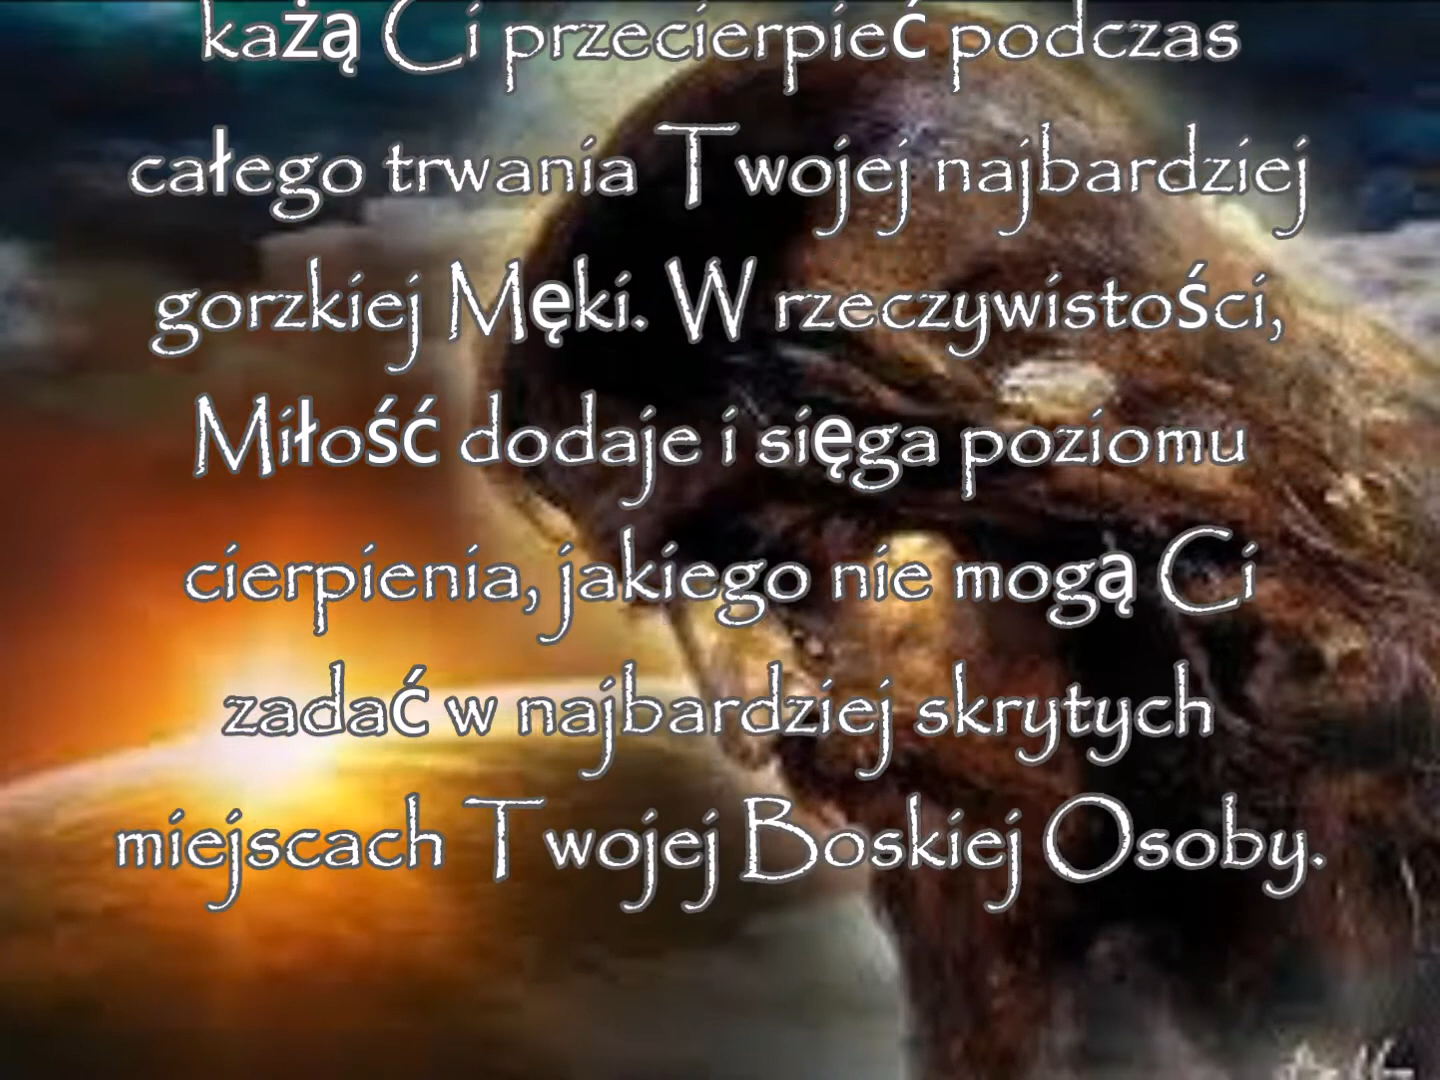 każą Ci przecierpieć podczas
całego trwania Twojej najbardziej
gorzkiej Męki. W rzeczywistości,
Miłość dodaje i sięga poziomu
cierpienia, jakiego nie mogą Ci
zadać w najbardziej skrytych
miejscach Twojej Boskiej Osoby.